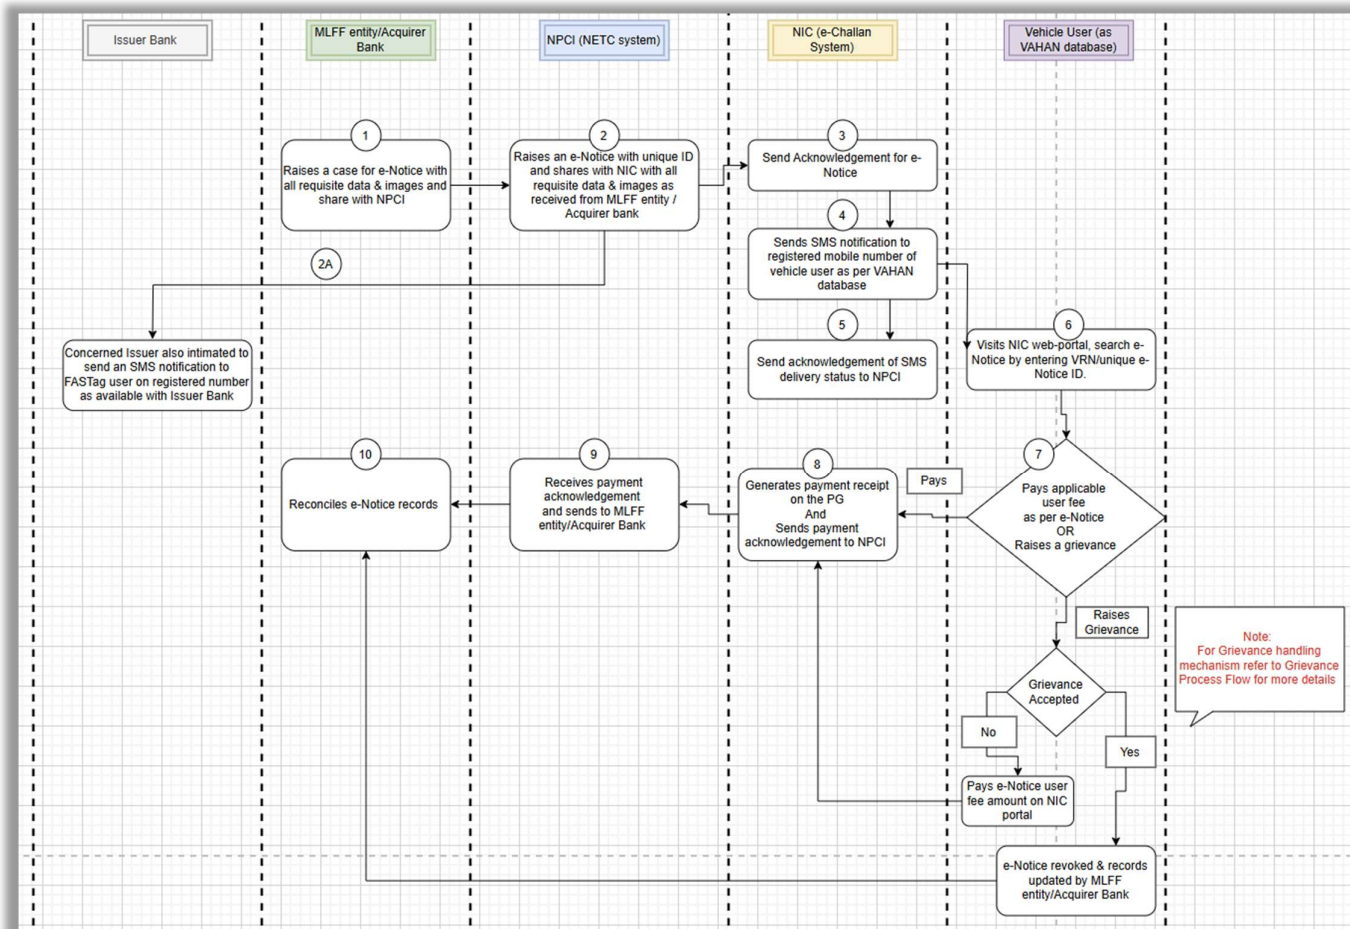 Issuer Bank
MLFF entity/Acquirer
Bank
NPCI (NETC system)
NIC (e-Challan
System)
Vehicle User (as
VAHAN database)
1
Raises a case for e-Notice with
all requisite data & images and
share with NPCI
2
Raises an e-Notice with unique ID
and shares with NIC with all
requisite data & images as
received from MLFF entity /
Acquirer bank
3
Send Acknowledgement for e-
Notice
4
Sends SMS notification to
registered mobile number of
vehicle user as per VAHAN
database
2A
Concerned Issuer also intimated to
send an SMS notification to
FASTag user on registered number
as available with Issuer Bank
5
Send acknowledgement of SMS
delivery status to NPCI
6
Visits NIC web-portal, search e-
Notice by entering VRN/unique e-
Notice ID.
7
Pays applicable
user fee
as per e-Notice
OR
Raises a grievance
Pays
8
Generates payment receipt
on the PG
And
Sends payment
acknowledgement to NPCI
9
Receives payment
acknowledgement
and sends to MLFF
entity/Acquirer Bank
10
Reconciles e-Notice records
Raises
Grievance
Note:
For Grievance handling
mechanism refer to Grievance
Process Flow for more details
Grievance
Accepted
No
Yes
Pays e-Notice user
fee amount on NIC
portal
e-Notice revoked & records
updated by MLFF
entity/Acquirer Bank